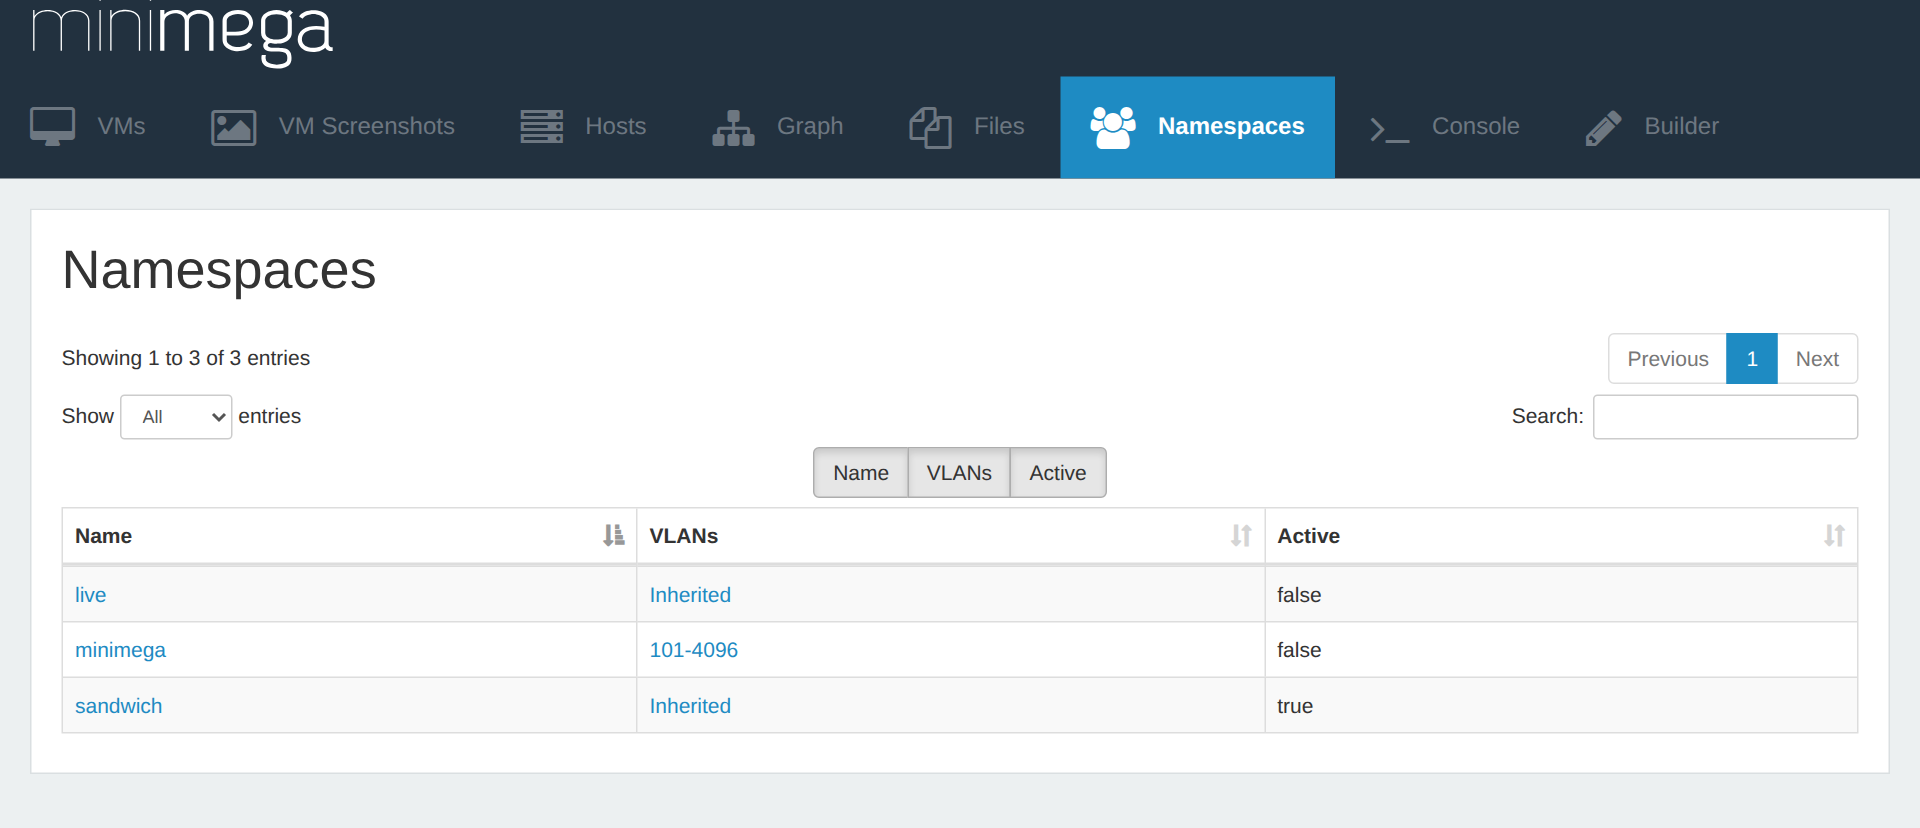 minimega
VMs VM Screenshots Hosts Graph Files Namespaces Console Builder
Namespaces
Showing 1 to 3 of 3 entries
Previous 1 Next
Show All entries
Search:
Name VLANs Active
Name VLANs Active
live Inherited false
minimega 101-4096 false
sandwich Inherited true